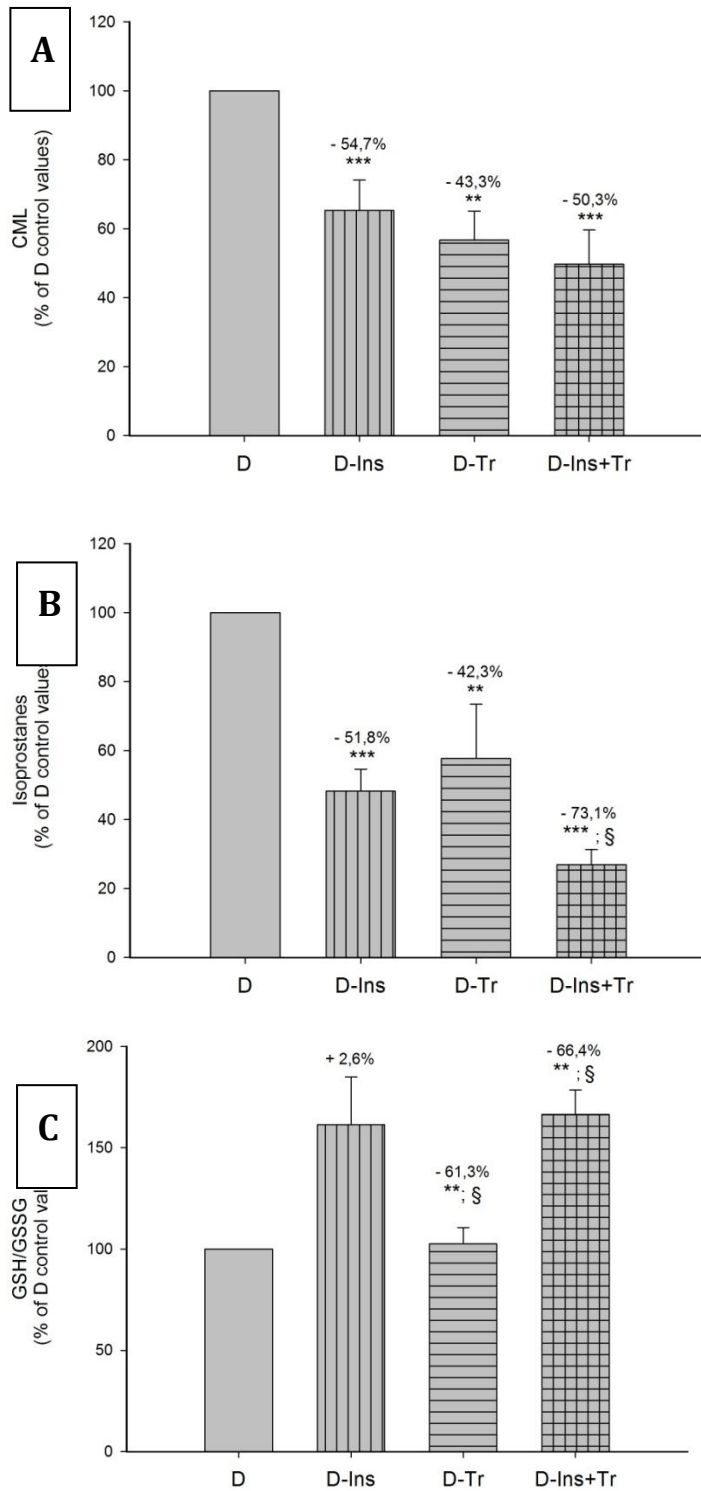 A
CML
(% of D control values)
120
100
80
60
40
20
0
- 54,7%
***
- 43,3%
**
- 50,3%
***
D
D-Ins
D-Tr
D-Ins+Tr
B
Isoprostanes
(% of D control values
120
100
80
60
40
20
0
- 51,8%
***
- 42,3%
**
- 73,1%
*** ; §
D
D-Ins
D-Tr
D-Ins+Tr
C
GSH/GSSG
(% of D control val
200
150
100
50
0
+ 2,6%
- 61,3%
**; §
- 66,4%
** ; §
D
D-Ins
D-Tr
D-Ins+Tr